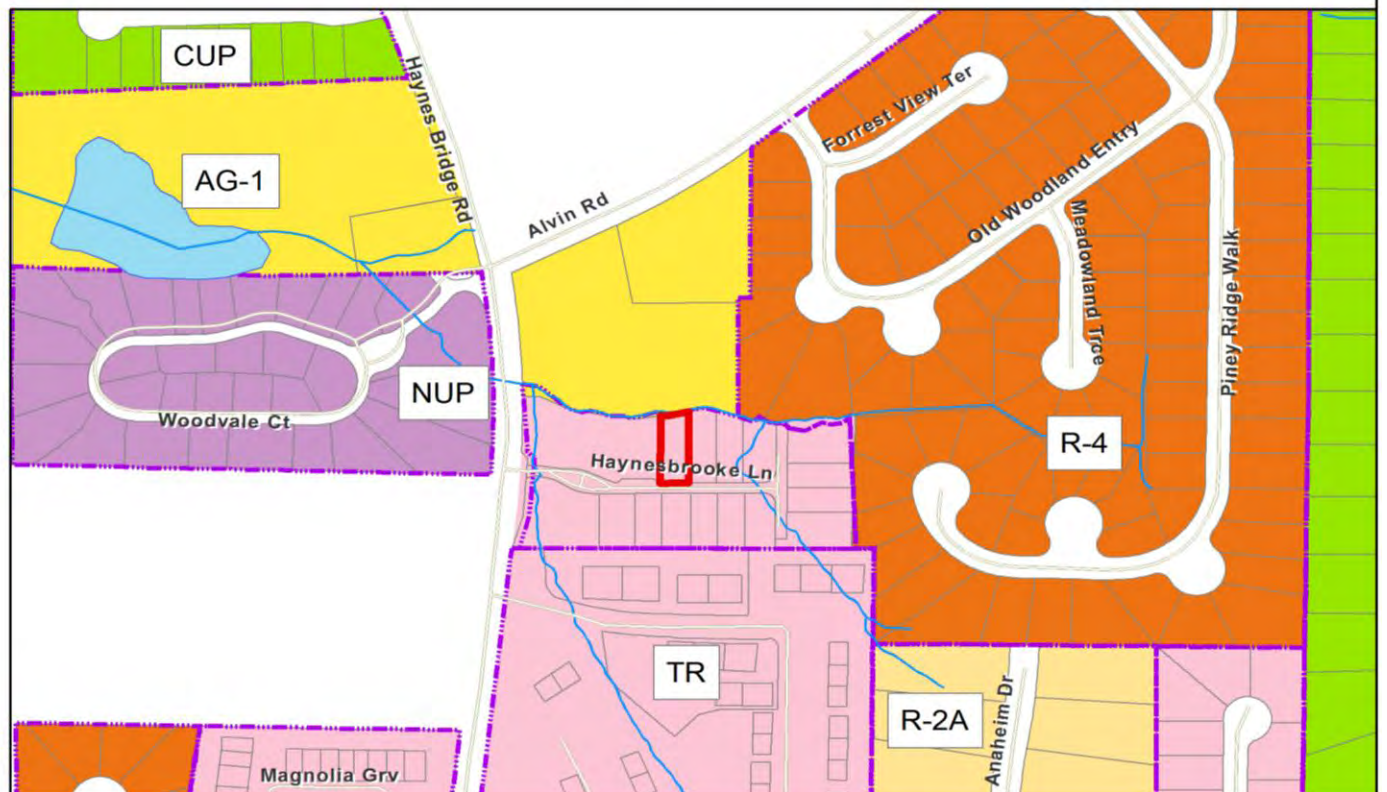 CUP
Haynes Bridge Rd
Forrest View Ter
Old Woodland Entry
AG-1
Alvin Rd
Meadowland Trce
Piney Ridge Walk
NUP
Woodvale Ct
R-4
Haynesbrooke Ln
TR
R-2A
Anaheim Dr
Magnolia Grv